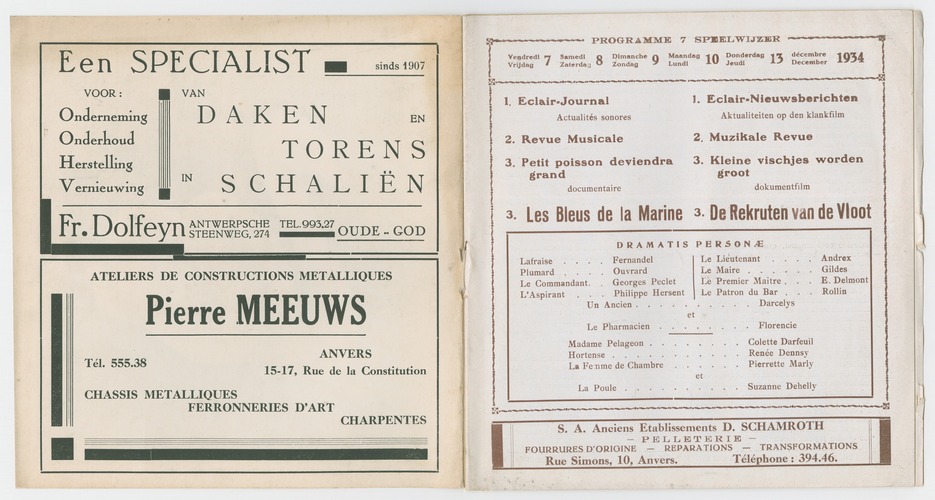 Een SPECIALIST sinds 1907
VOOR : VAN
Onderneming DAKEN EN
Onderhoud TORENS
Herstelling
Vernieuwing IN SCHALIËN
Fr. Dolfeyn ANTWERPSCHE STEENWEG, 274 TEL. 993.27 OUDE - GOD
ATELIERS DE CONSTRUCTIONS METALLIQUES
Pierre MEEUWS
ANVERS
Tél. 555.38 15-17, Rue de la Constitution
CHASSIS METALLIQUES
FERRONNERIES D'ART
CHARPENTES
PROGRAMME 7 SPEELWIJZER
Vendredi Vrijdag 7 Samedi Zaterdag 8 Dimanche Zondag 9 Maandag Lundi 10 Donderdag Jeudi 13 décembre December 1934
1. Eclair-Journal
Actualités sonores
2. Revue Musicale
3. Petit poisson deviendra
grand
documentaire
3. Les Bleus de la Marine
1. Eclair-Nieuwsberichten
Aktualiteiten op den klankfilm
2. Muzikale Revue
3. Kleine vischjes worden
groot
dokumentfilm
3. De Rekruten van de Vloot
DRAMATIS PERSONÆ
Lafraise . . . . Fernandel
Plumard . . . . Ouvrard
Le Commandant. . Georges Peclet
L'Aspirant . . . Philippe Hersent
Le Lieutenant . . . . Andrex
Le Maire . . . . . Gildes
Le Premier Maitre . . . E. Delmont
Le Patron du Bar . . . Rollin
Un Ancien . . . . . . . . Darcelys
et
Le Pharmacien . . . . . . . . Florencie
Madame Pelageon . . . . . . . . Colette Darfeuil
Hortense . . . . . . . . . . Renée Dennsy
La Femme de Chambre . . . . . . . Pierrette Marly
et
La Poule . . . . . . . . . . Suzanne Dehelly
S. A. Anciens Etablissements D. SCHAMROTH
— PELLETERIE —
FOURRURES D'ORIGINE — REPARATIONS — TRANSFORMATIONS
Rue Simons, 10, Anvers. Téléphone : 394.46.